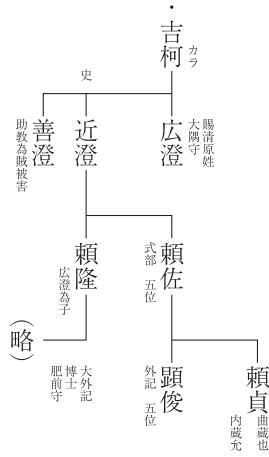 ・吉柯
カラ
広澄
賜清原姓
大隅守
史
近澄
善澄
助教為賊被害
頼佐
式部 五位
頼隆
広澄為子
頼貞
曲蔵也
内蔵允
顕俊
外記 五位
(略)
大外記
博士
肥前守